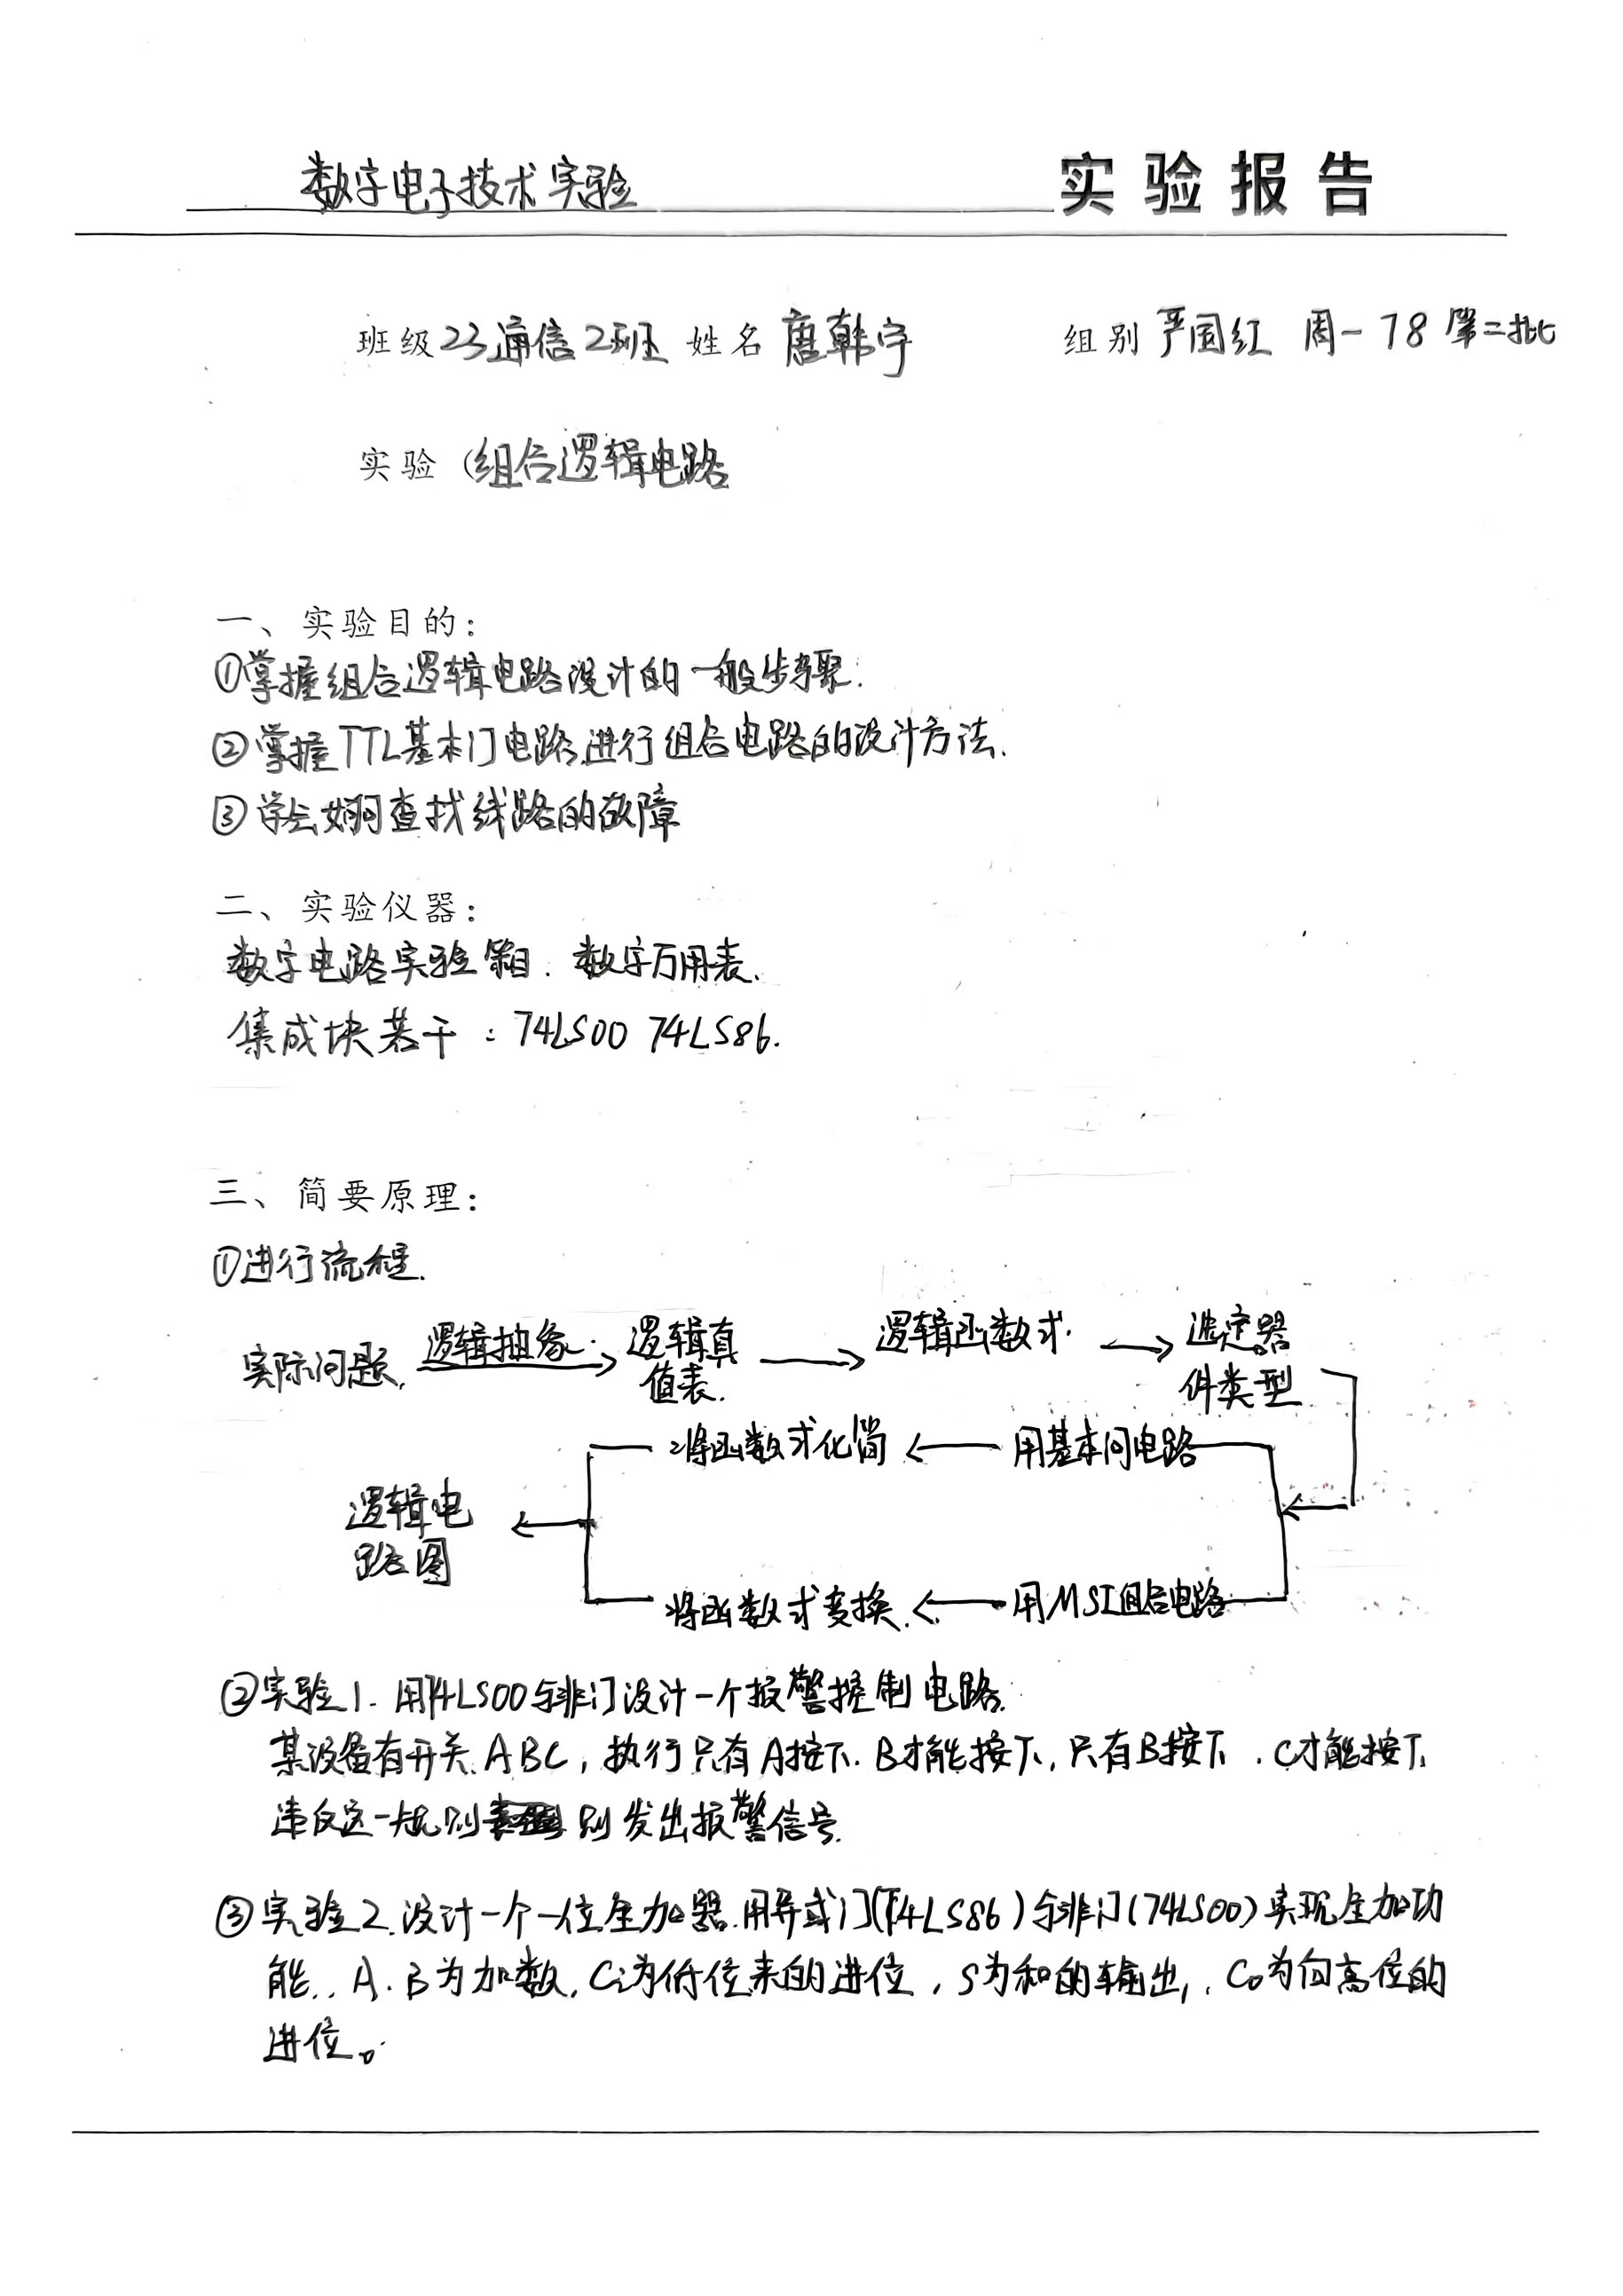 数字电子技术实验 实验报告
班级 23通信2班 姓名 唐韩宇 组别 严国红 周一 78 第二批
实验 (组合逻辑电路
一、实验目的：
①掌握组合逻辑电路设计的一般步骤.
②掌握TTL基本门电路进行组合电路的设计方法.
③学会如何查找线路的故障
二、实验仪器：
数字电路实验箱. 数字万用表.
集成块若干：74LS00 74LS86.
三、简要原理：
①进行流程.
实际问题. 逻辑抽象. 逻辑真 逻辑函数式. 选定器
值表. 件类型
将函数式化简 用基本门电路
逻辑电
路图
将函数式变换. 用MSI组合电路
②实验1. 用74LS00与非门设计一个报警控制电路.
某设备有开关ABC，执行只有A按下. B才能按下，只有B按下. C才能按下
违反这一规则 则发出报警信号.
③实验2. 设计一个一位全加器.用异或门(74LS86)与非门(74LS00)实现全加功
能.. A. B为加数. Ci为低位来的进位，S为和的输出，. Co为向高位的
进位。